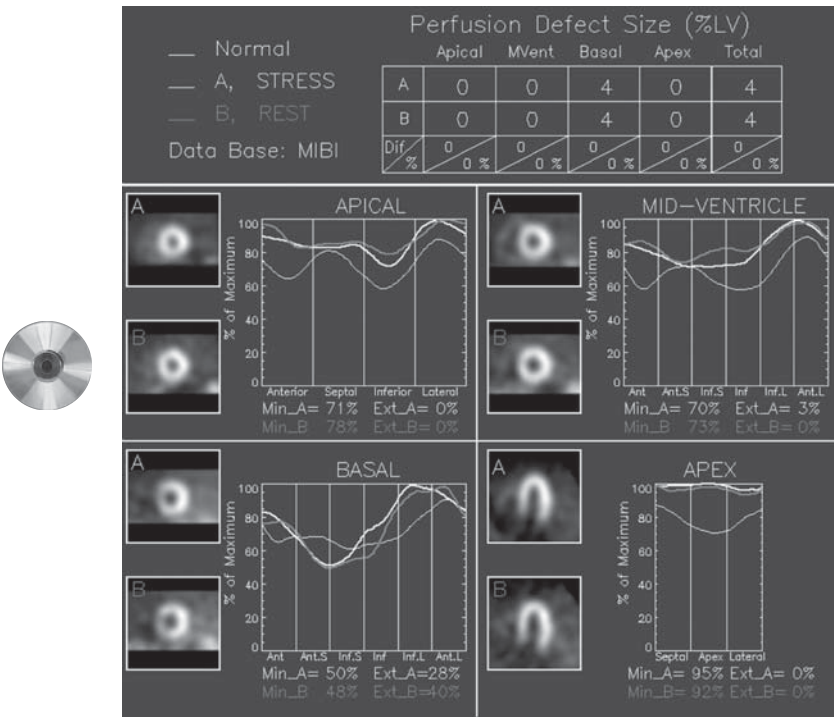 Perfusion Defect Size (%LV)
Normal
A, STRESS
B, REST
Data Base: MIBI
Apical MVent Basal Apex Total
A 0 0 4 0 4
B 0 0 4 0 4
Dif % 0 0 % 0 0 % 0 0 % 0 0 % 0 0 %
A
B
APICAL
% of Maximum
100
80
60
40
20
0
Anterior Septal Inferior Lateral
Min_A= 71% Ext_A= 0%
Min_B 78% Ext_B= 0%
A
B
MID-VENTRICLE
% of Maximum
100
80
60
40
20
0
Ant Ant.S Inf.S Inf Inf.L Ant.L
Min_A= 70% Ext_A= 3%
Min_B 73% Ext_B= 0%
A
B
BASAL
% of Maximum
100
80
60
40
20
0
Ant Ant.S Inf.S Inf Inf.L Ant.L
Min_A= 50% Ext_A=28%
Min_B 48% Ext_B=40%
A
B
APEX
% of Maximum
100
80
60
40
20
0
Septal Apex Lateral
Min_A= 95% Ext_A= 0%
Min_B= 92% Ext_B= 0%